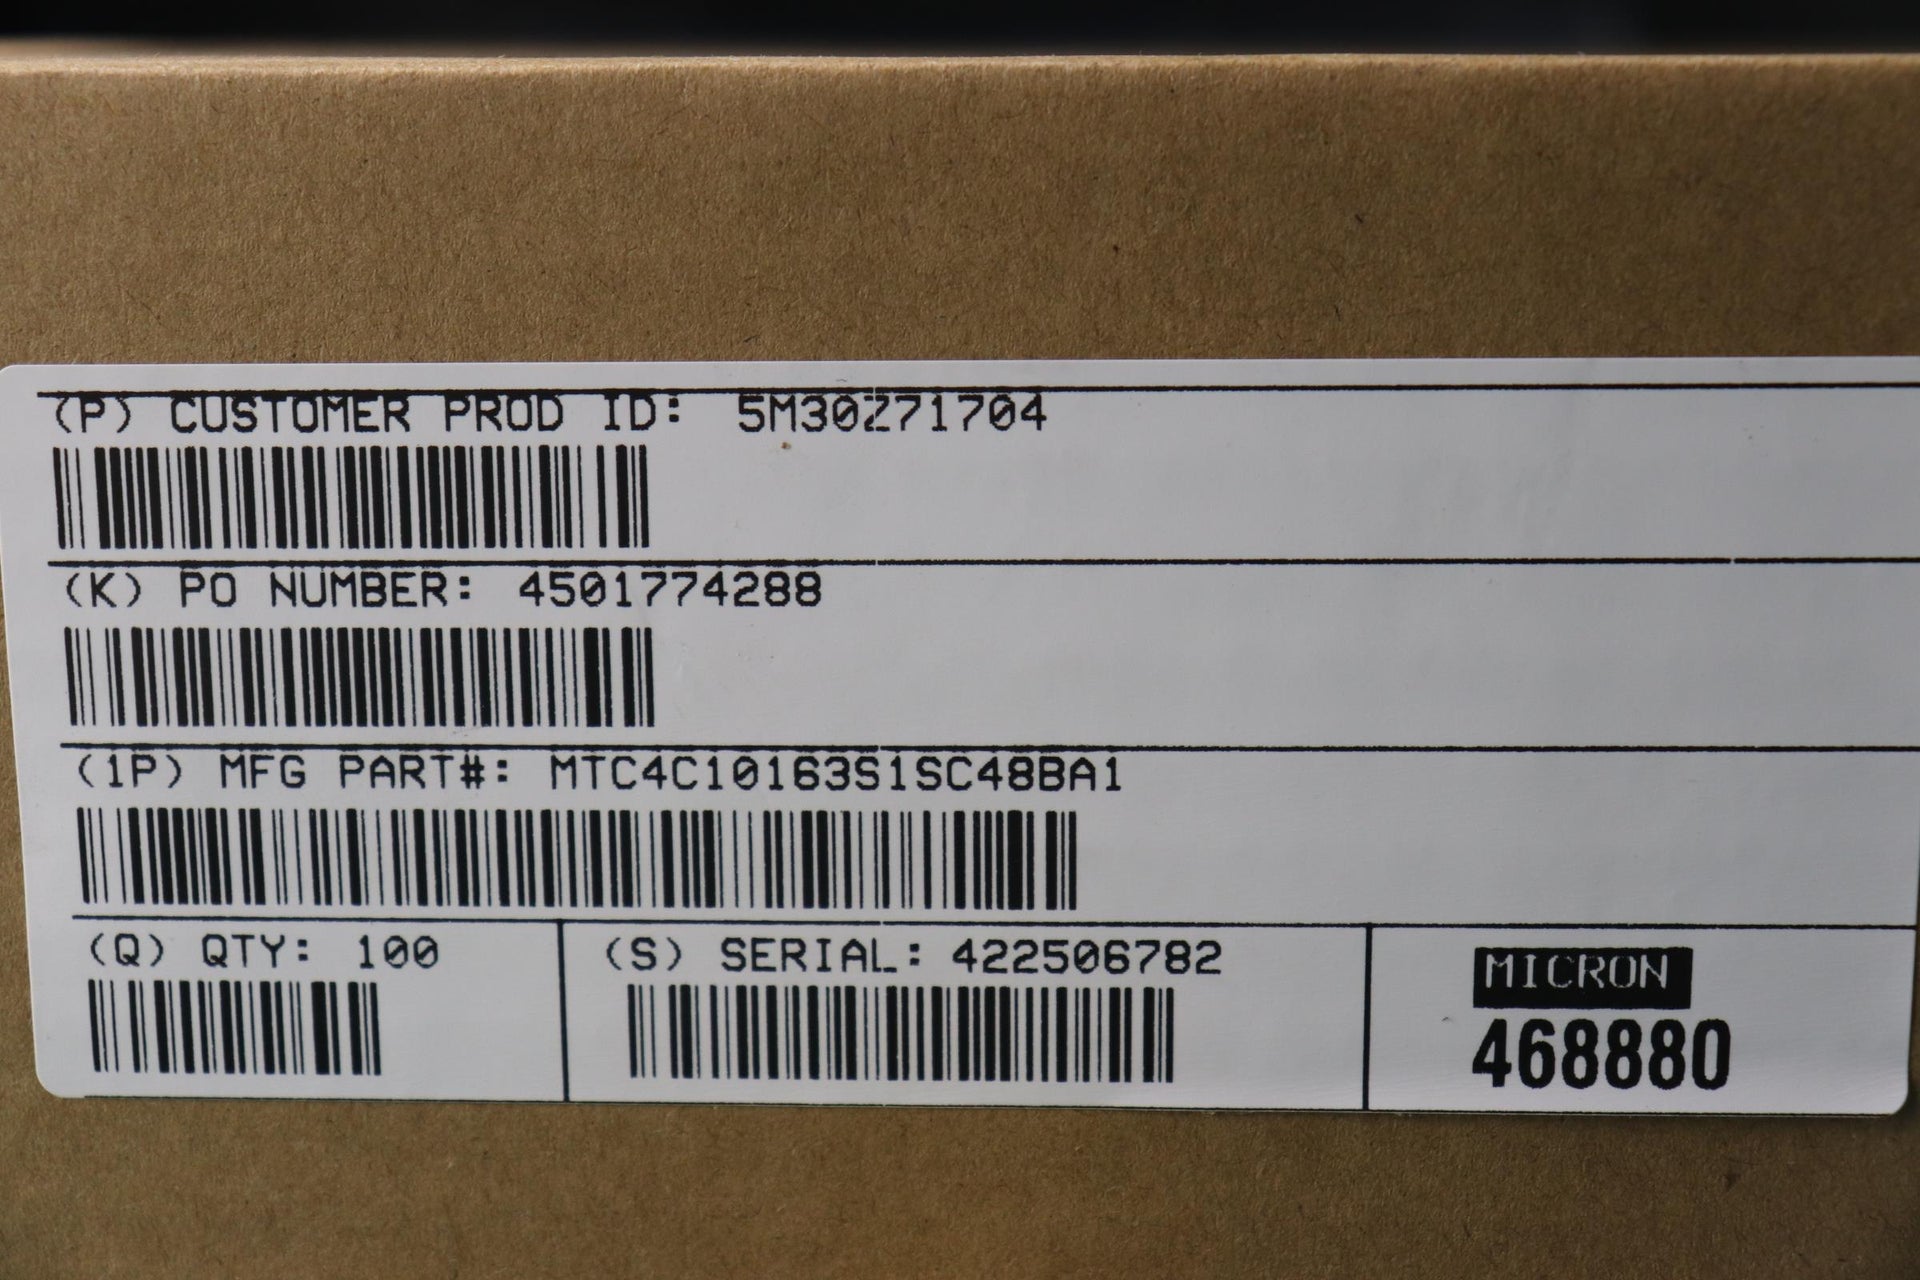 (P) CUSTOMER PROD ID: 5M30Z71704
(K) PO NUMBER: 4501774288
(1P) MFG PART#: MTC4C10163S1SC48BA1
(Q) QTY: 100
(S) SERIAL: 422506782
MICRON
468880